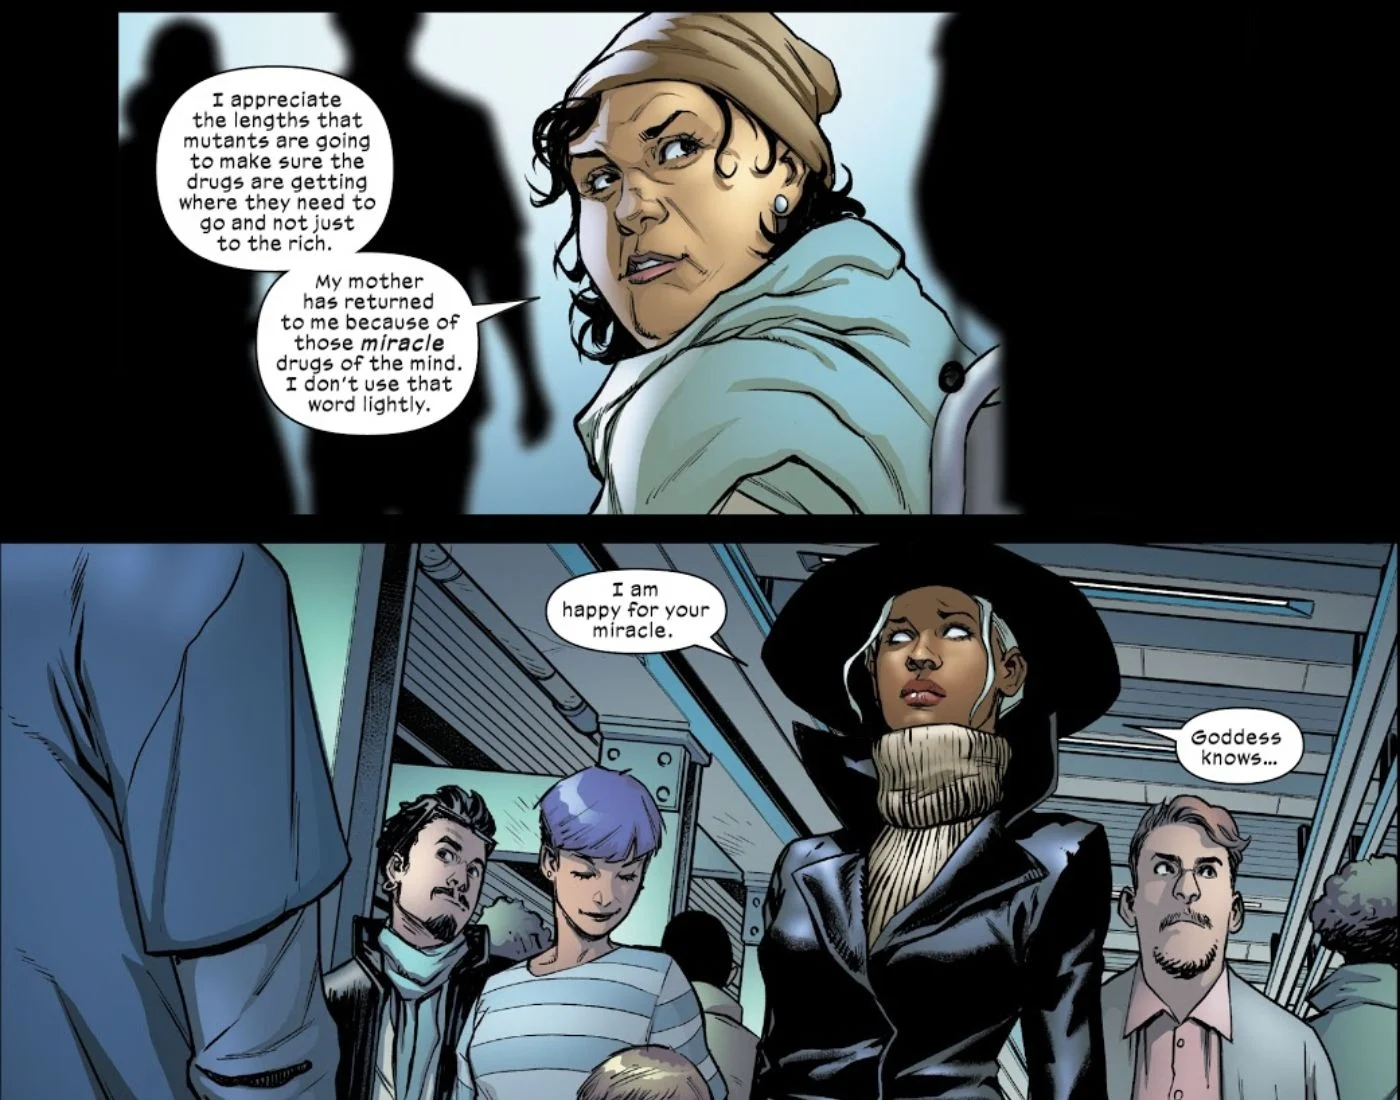 I appreciate
the lengths that
mutants are going
to make sure the
drugs are getting
where they need to
go and not just
to the rich.
My mother
has returned
to me because of
those miracle
drugs of the mind.
I don't use that
word lightly.
I am
happy for your
miracle.
Goddess
knows...